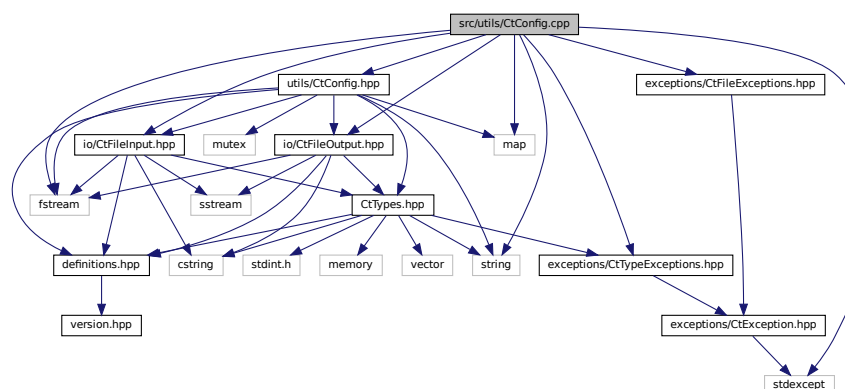 src/utils/CtConfig.cpp
utils/CtConfig.hpp
exceptions/CtFileExceptions.hpp
io/CtFileInput.hpp
mutex
io/CtFileOutput.hpp
map
fstream
sstream
CtTypes.hpp
definitions.hpp
cstring
stdint.h
memory
vector
string
exceptions/CtTypeExceptions.hpp
version.hpp
exceptions/CtException.hpp
stdexcept